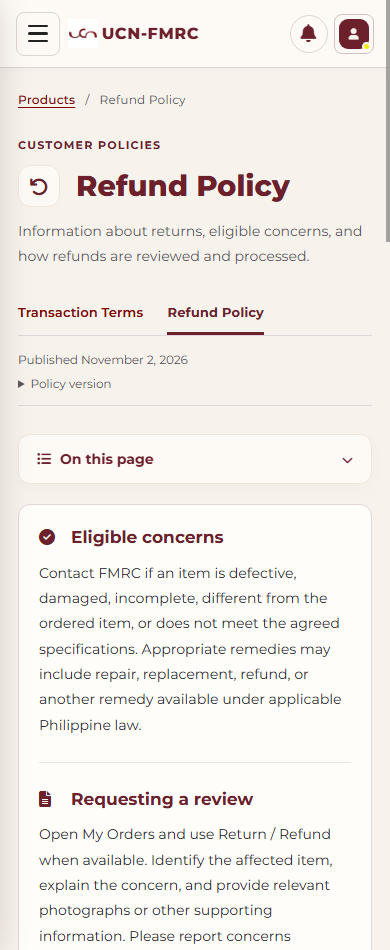 UCN-FMRC
Products / Refund Policy
CUSTOMER POLICIES
Refund Policy
Information about returns, eligible concerns, and
how refunds are reviewed and processed.
Transaction Terms Refund Policy
Published November 2, 2026
Policy version
On this page
Eligible concerns
Contact FMRC if an item is defective,
damaged, incomplete, different from the
ordered item, or does not meet the agreed
specifications. Appropriate remedies may
include repair, replacement, refund, or
another remedy available under applicable
Philippine law.
Requesting a review
Open My Orders and use Return / Refund
when available. Identify the affected item,
explain the concern, and provide relevant
photographs or other supporting
information. Please report concerns